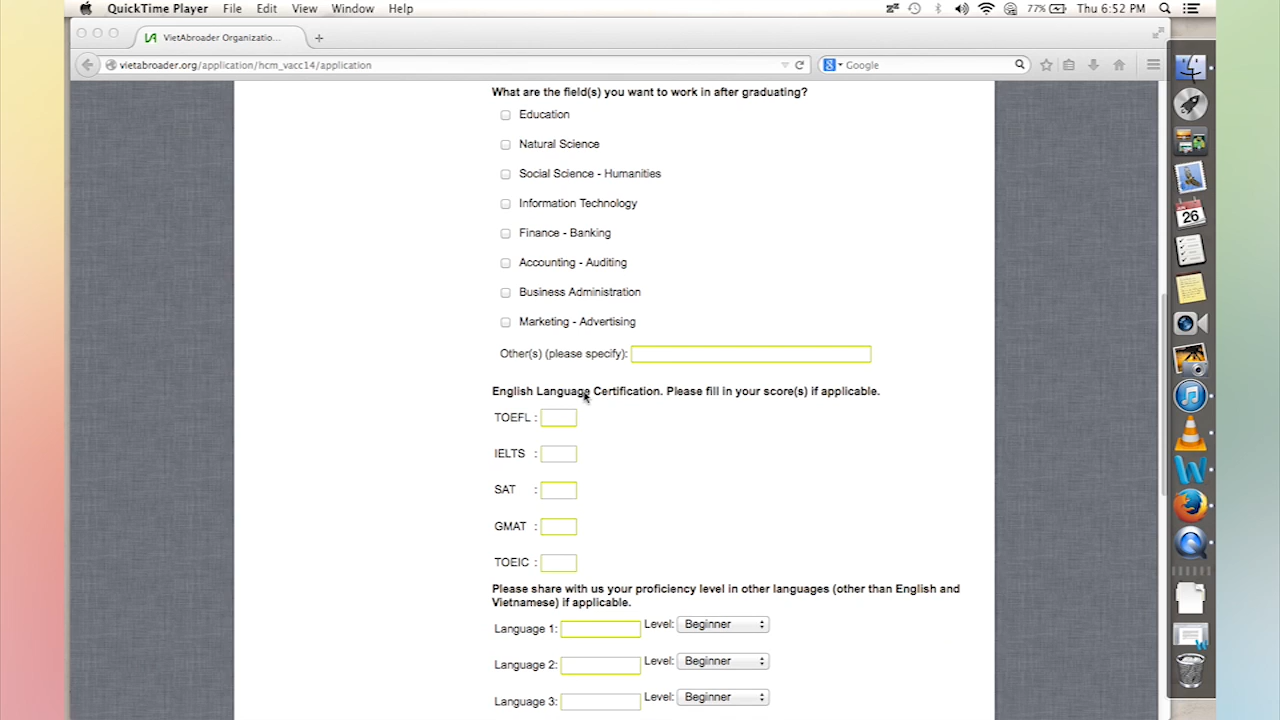 QuickTime Player File Edit View Window Help 77% Thu 6:52 PM
VietAbroader Organizatio...
vietabroader.org/application/hcm_vacc14/application Google
What are the field(s) you want to work in after graduating?
Education
Natural Science
Social Science - Humanities
Information Technology
Finance - Banking
Accounting - Auditing
Business Administration
Marketing - Advertising
Other(s) (please specify):
English Language Certification. Please fill in your score(s) if applicable.
TOEFL :
IELTS :
SAT :
GMAT :
TOEIC :
Please share with us your proficiency level in other languages (other than English and
Vietnamese) if applicable.
Language 1: Level: Beginner
Language 2: Level: Beginner
Language 3: Level: Beginner
26